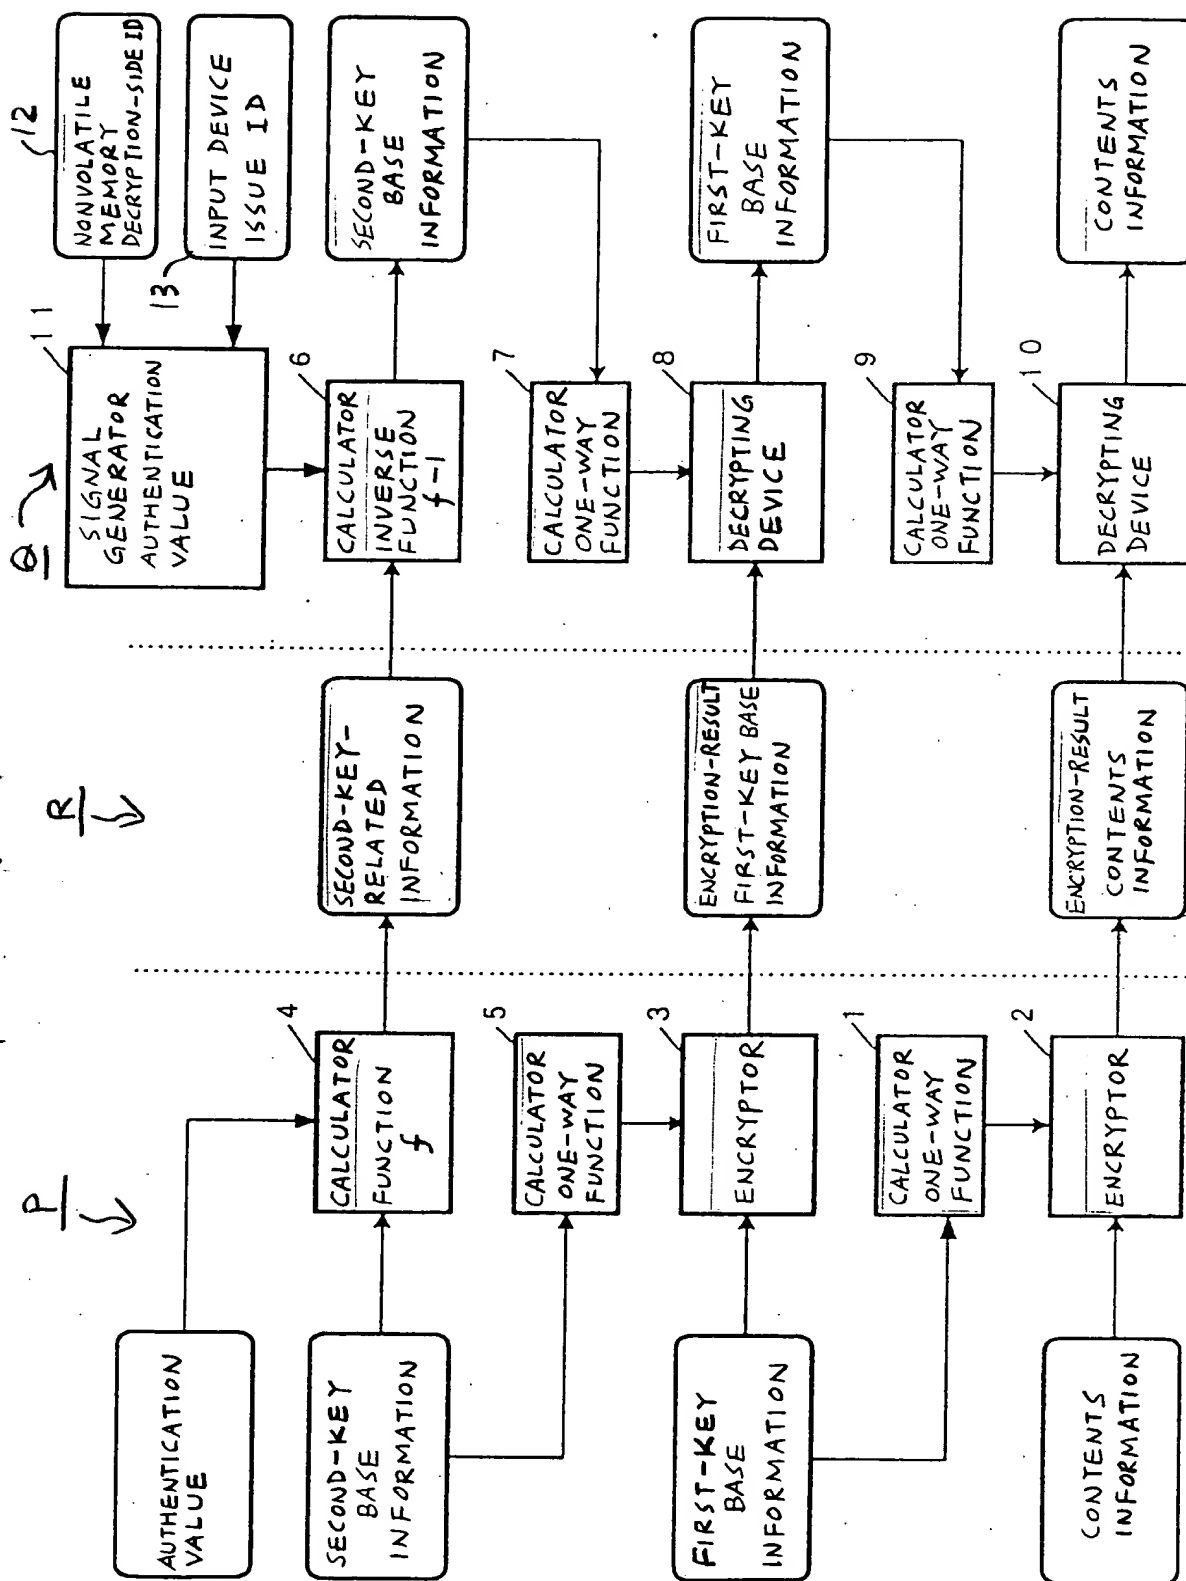 P
R
Q
AUTHENTICATION
VALUE
SECOND-KEY
BASE
INFORMATION
FIRST-KEY
BASE
INFORMATION
CONTENTS
INFORMATION
4
CALCULATOR
FUNCTION
f
5
CALCULATOR
ONE-WAY
FUNCTION
3
ENCRYPTOR
1
CALCULATOR
ONE-WAY
FUNCTION
2
ENCRYPTOR
SECOND-KEY-
RELATED
INFORMATION
ENCRYPTION-RESULT
FIRST-KEY BASE
INFORMATION
ENCRYPTION-RESULT
CONTENTS
INFORMATION
11
SIGNAL
GENERATOR
AUTHENTICATION
VALUE
6
CALCULATOR
INVERSE
FUNCTION
f-1
7
CALCULATOR
ONE-WAY
FUNCTION
8
DECRYPTING
DEVICE
9
CALCULATOR
ONE-WAY
FUNCTION
10
DECRYPTING
DEVICE
12
NONVOLATILE
MEMORY
DECRYPTION-SIDE ID
13
INPUT DEVICE
ISSUE ID
SECOND-KEY
BASE
INFORMATION
FIRST-KEY
BASE
INFORMATION
CONTENTS
INFORMATION